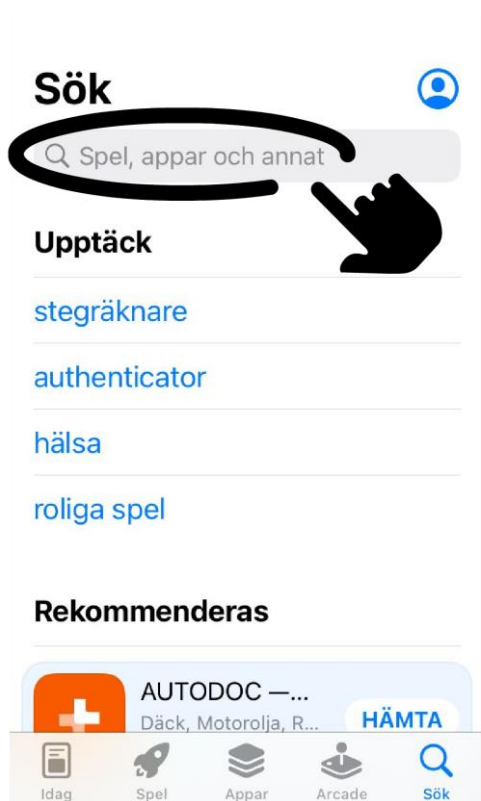 Sök
Spel, appar och annat
Upptäck
stegräknare
authenticator
hälsa
roliga spel
Rekommenderas
AUTODOC —...
Däck, Motorolja, R...
HÄMTA
Idag
Spel
Appar
Arcade
Sök